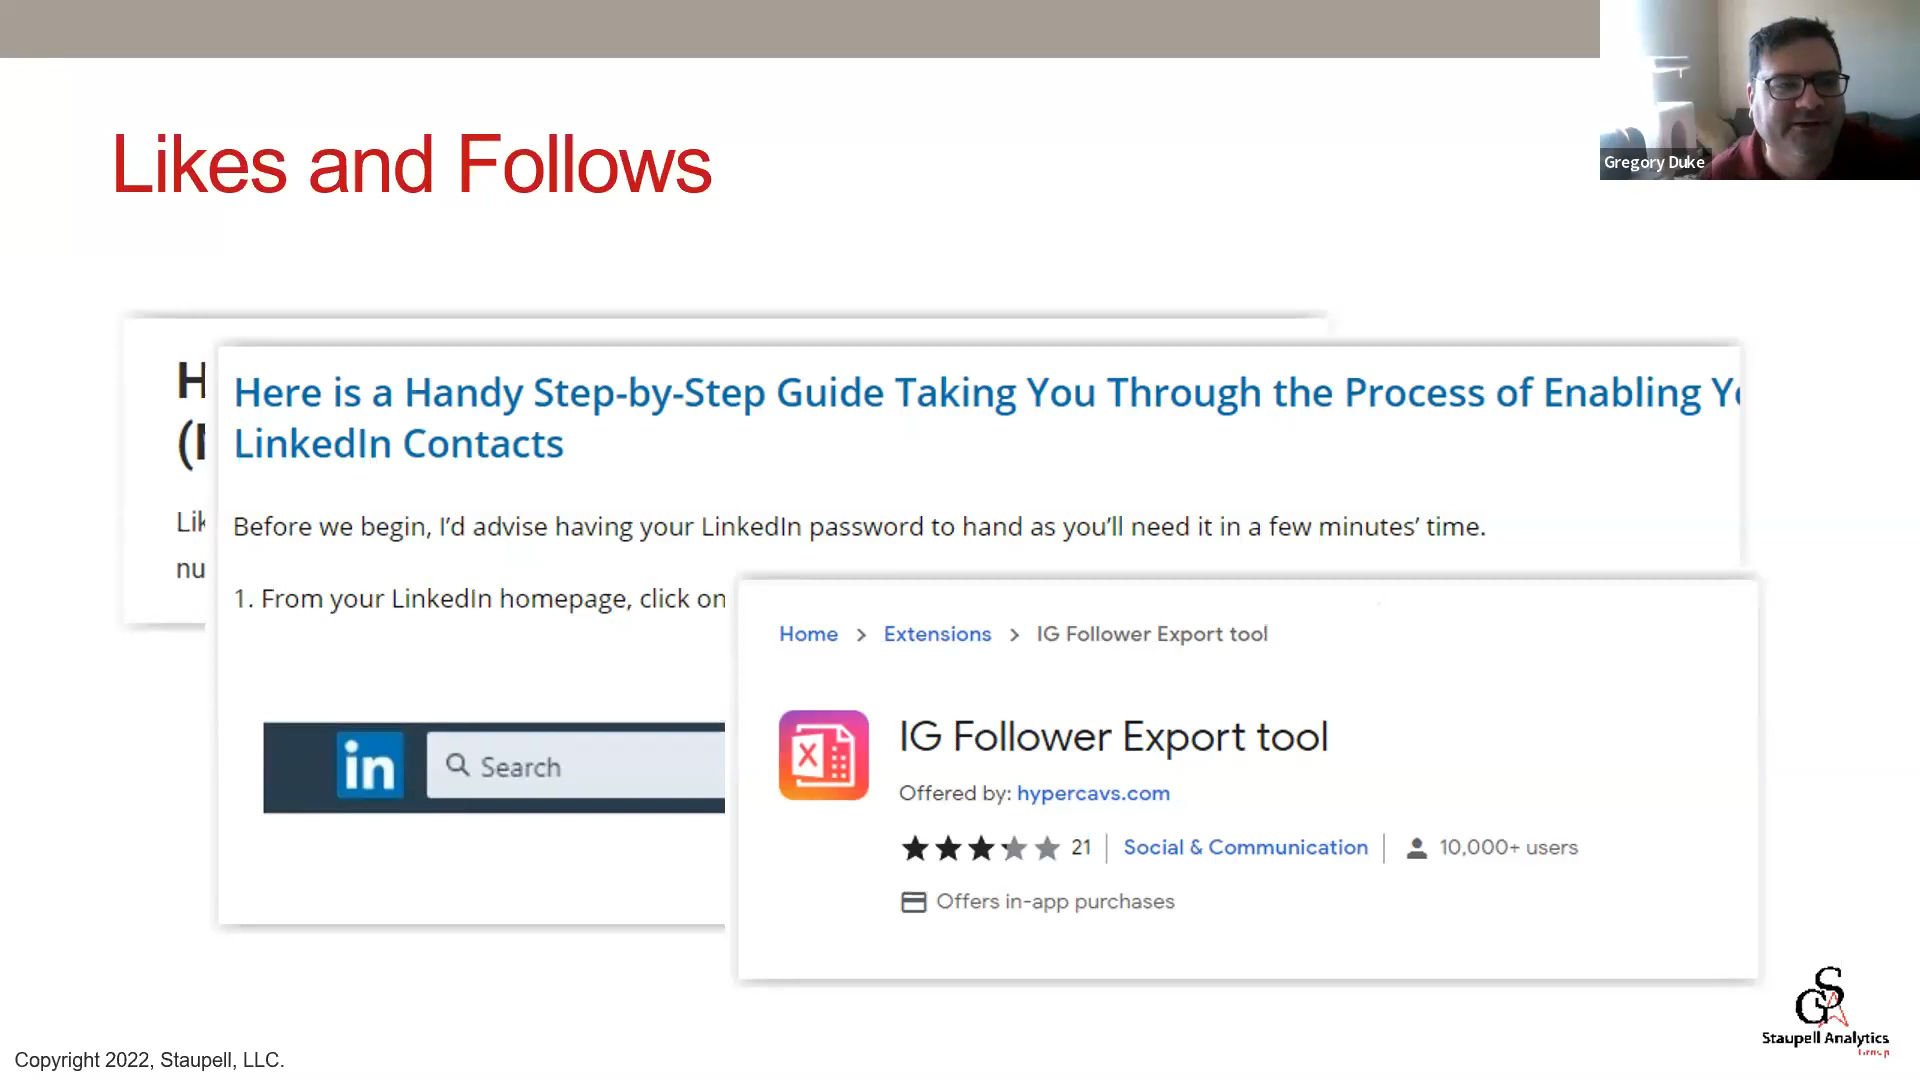 Gregory Duke
Likes and Follows
H
(
Lik
nu
Here is a Handy Step-by-Step Guide Taking You Through the Process of Enabling Yo
LinkedIn Contacts
Before we begin, I’d advise having your LinkedIn password to hand as you’ll need it in a few minutes’ time.
1. From your LinkedIn homepage, click on
in Search
Home > Extensions > IG Follower Export tool
IG Follower Export tool
Offered by: hypercavs.com
21 | Social & Communication | 10,000+ users
Offers in-app purchases
Staupell Analytics
Group
Copyright 2022, Staupell, LLC.